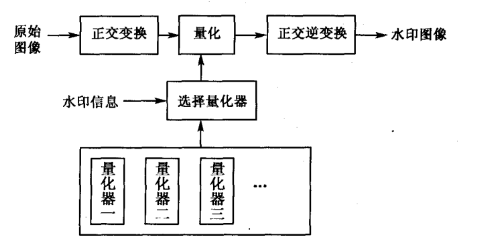 原始
图像
正交变换
量化
正交逆变换
水印图像
水印信息
选择量化器
量化器一
量化器二
量化器三
...